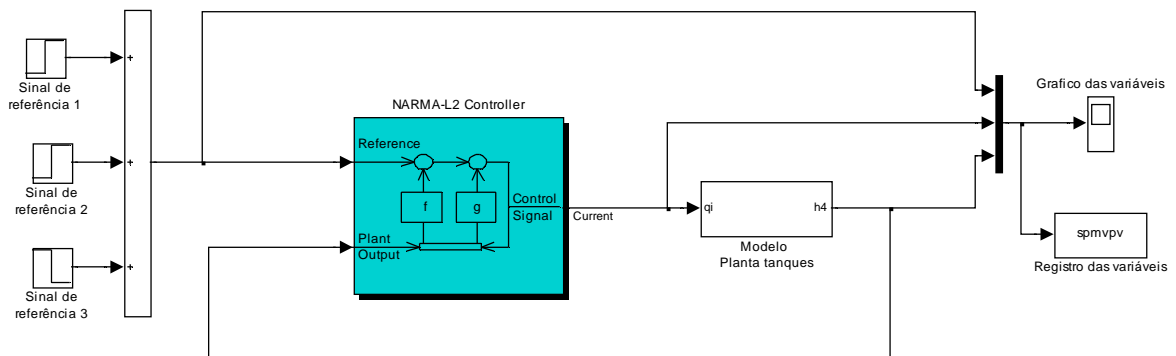 Sinal de
referência 1
+
Sinal de
referência 2
+
Sinal de
referência 3
+
NARMA-L2 Controller
Reference
f
g
Control
Signal
Plant
Output
Current
qi
h4
Modelo
Planta tanques
Grafico das variáveis
spmvpv
Registro das variáveis